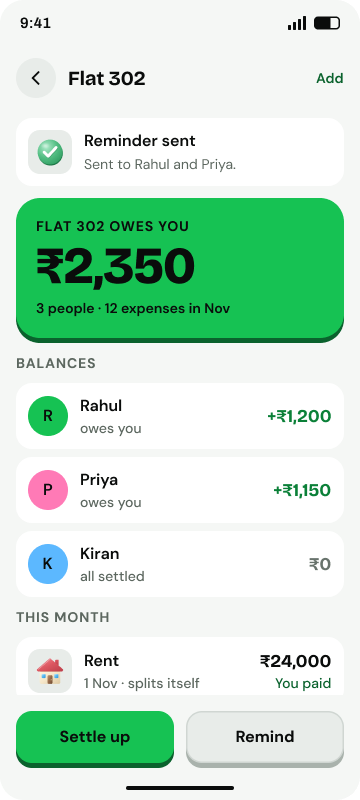 9:41
Flat 302
Add
Reminder sent
Sent to Rahul and Priya.
FLAT 302 OWES YOU
₹2,350
3 people · 12 expenses in Nov
BALANCES
R
Rahul
owes you
+₹1,200
P
Priya
owes you
+₹1,150
K
Kiran
all settled
₹0
THIS MONTH
Rent
₹24,000
1 Nov · splits itself
You paid
Settle up
Remind